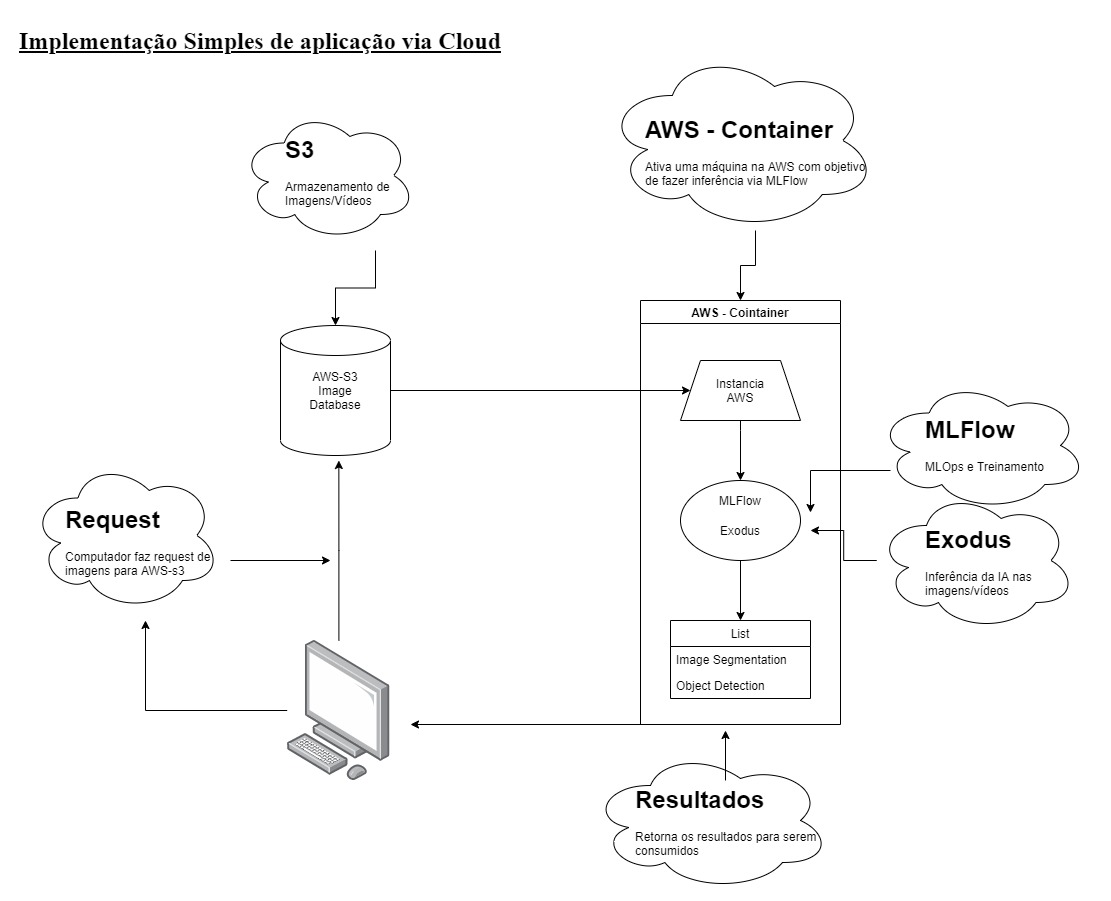 Implementação Simples de aplicação via Cloud
AWS - Container
Ativa uma máquina na AWS com objetivo
de fazer inferência via MLFlow
S3
Armazenamento de
Imagens/Vídeos
AWS - Cointainer
AWS-S3
Image
Database
Instancia
AWS
MLFlow
MLOps e Treinamento
MLFlow
Exodus
Request
Computador faz request de
imagens para AWS-s3
Exodus
Inferência da IA nas
imagens/vídeos
List
Image Segmentation
Object Detection
Resultados
Retorna os resultados para serem
consumidos